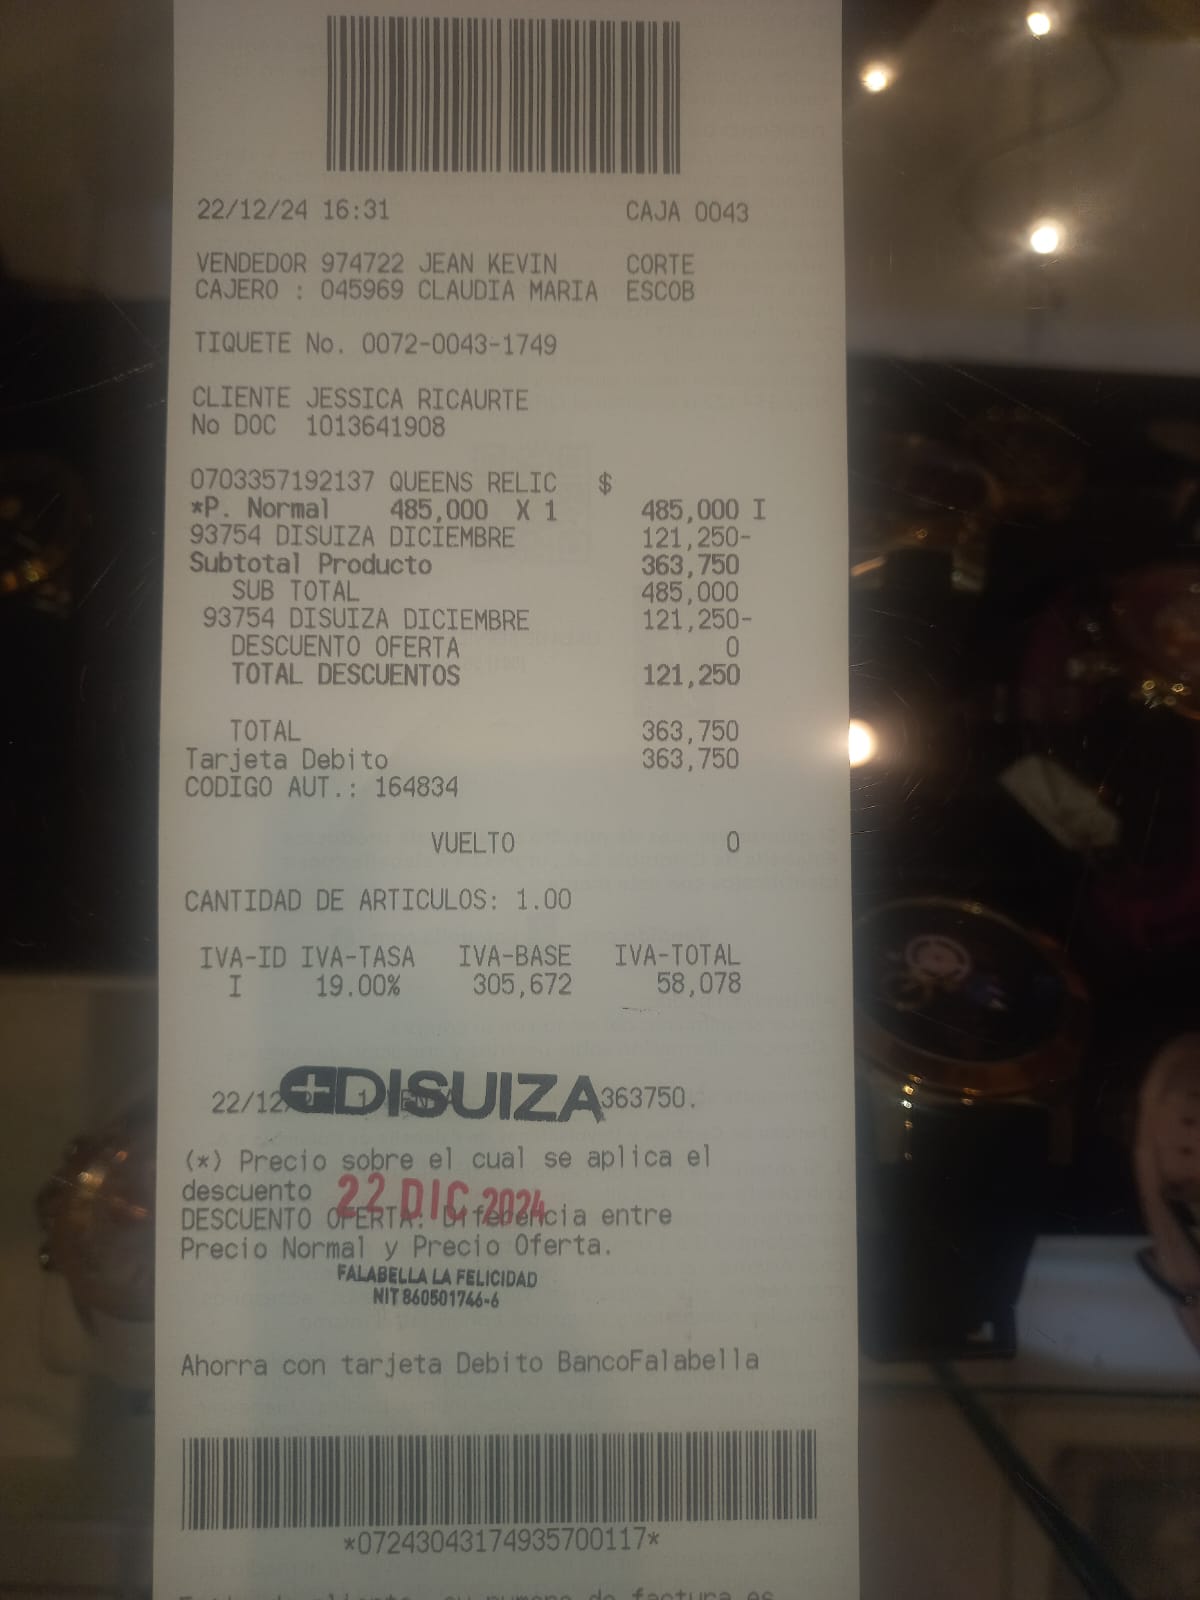 22/12/24 16:31 CAJA 0043
VENDEDOR 974722 JEAN KEVIN CORTE
CAJERO : 045969 CLAUDIA MARIA ESCOB
TIQUETE No. 0072-0043-1749
CLIENTE JESSICA RICAURTE
No DOC 1013641908
0703357192137 QUEENS RELIC $
*P. Normal 485,000 X 1 485,000 I
93754 DISUIZA DICIEMBRE 121,250-
Subtotal Producto 363,750
SUB TOTAL 485,000
93754 DISUIZA DICIEMBRE 121,250-
DESCUENTO OFERTA 0
TOTAL DESCUENTOS 121,250
TOTAL 363,750
Tarjeta Debito 363,750
CODIGO AUT.: 164834
VUELTO 0
CANTIDAD DE ARTICULOS: 1.00
IVA-ID IVA-TASA IVA-BASE IVA-TOTAL
I 19.00% 305,672 58,078
DISUIZA
22/12 363750.
(*) Precio sobre el cual se aplica el
descuento
22 DIC 2024
DESCUENTO OFERTA: Diferencia entre
Precio Normal y Precio Oferta.
FALABELLA LA FELICIDAD
NIT 860501746-6
Ahorra con tarjeta Debito BancoFalabella
*07243043174935700117*